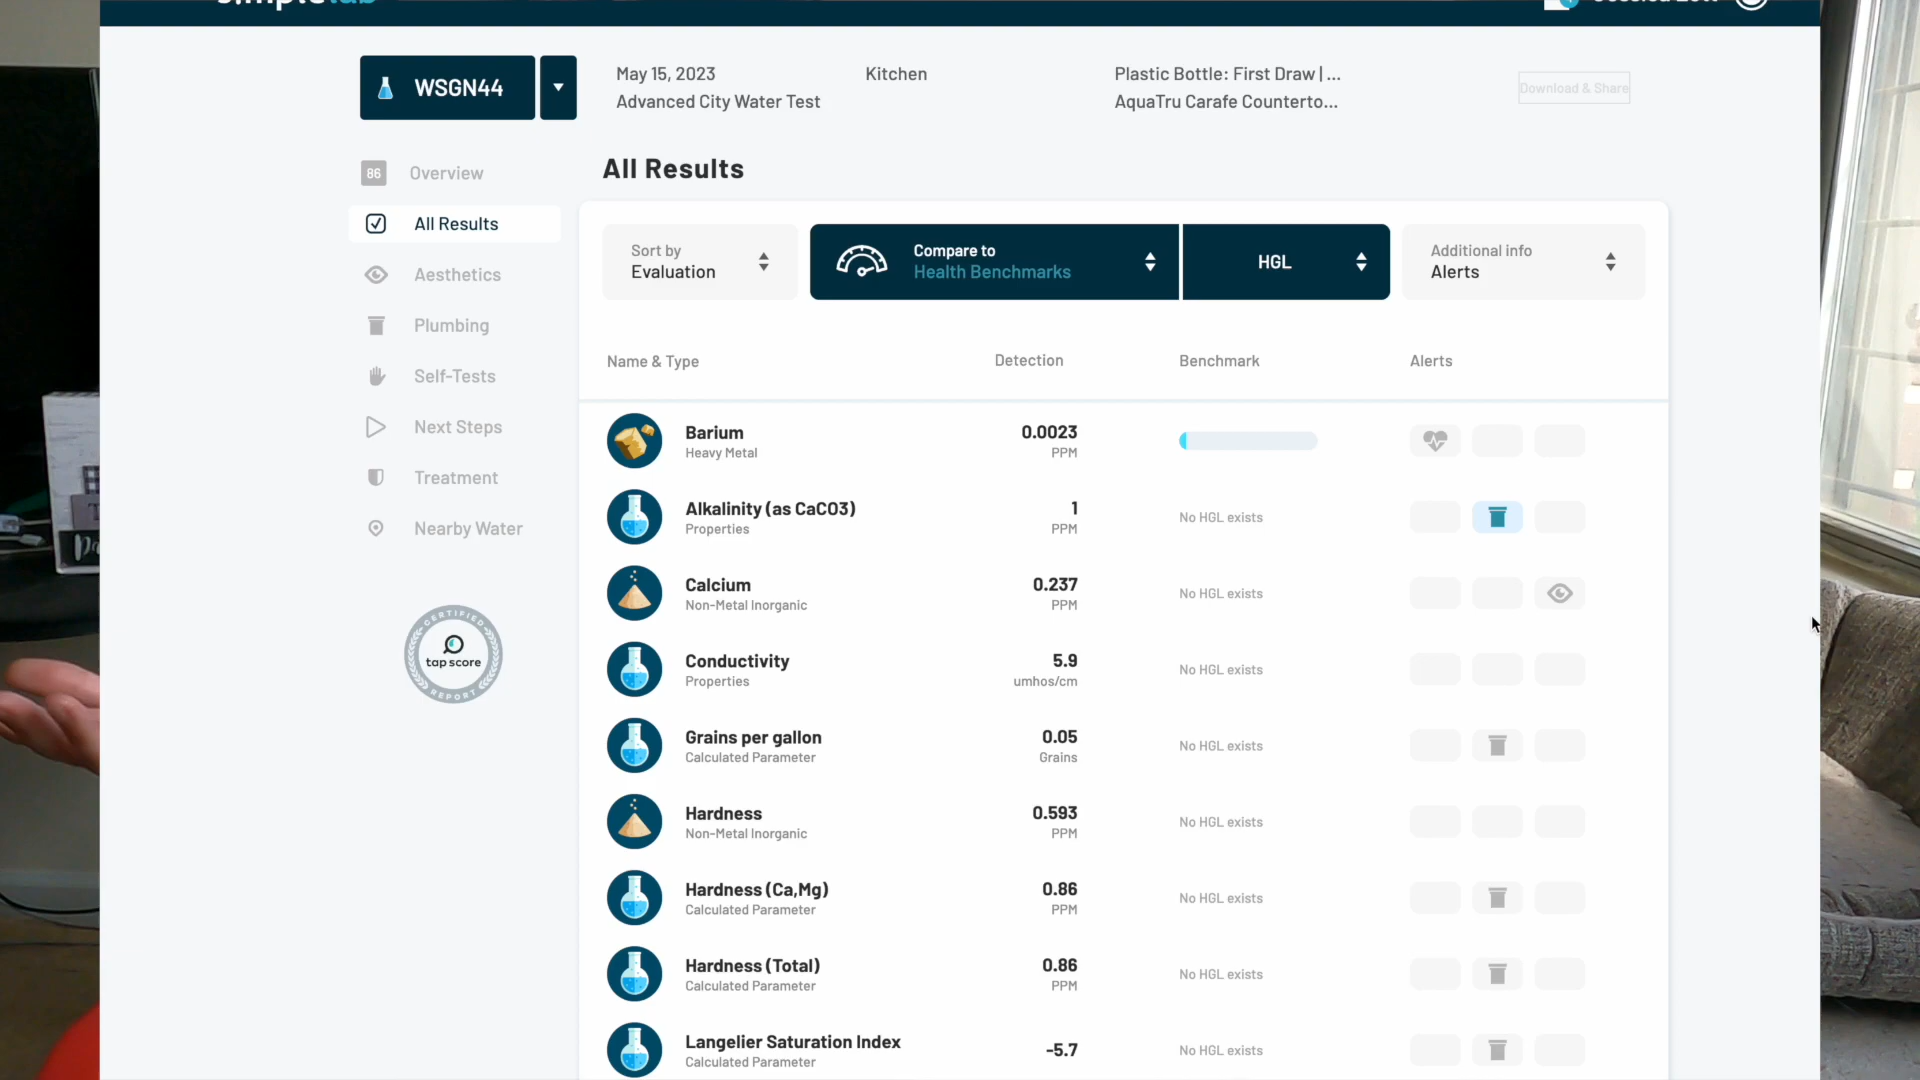 simplelab
WSGN44
May 15, 2023
Advanced City Water Test
Kitchen
Plastic Bottle: First Draw | ...
AquaTru Carafe Counterto...
Download & Share
86 Overview
All Results
Aesthetics
Plumbing
Self-Tests
Next Steps
Treatment
Nearby Water
CERTIFIED
tap score
REPORT
All Results
Sort by
Evaluation
Compare to
Health Benchmarks
HGL
Additional info
Alerts
Name & Type Detection Benchmark Alerts
Barium 0.0023
Heavy Metal PPM
Alkalinity (as CaCO3) 1 No HGL exists
Properties PPM
Calcium 0.237 No HGL exists
Non-Metal Inorganic PPM
Conductivity 5.9 No HGL exists
Properties umhos/cm
Grains per gallon 0.05 No HGL exists
Calculated Parameter Grains
Hardness 0.593 No HGL exists
Non-Metal Inorganic PPM
Hardness (Ca,Mg) 0.86 No HGL exists
Calculated Parameter PPM
Hardness (Total) 0.86 No HGL exists
Calculated Parameter PPM
Langelier Saturation Index -5.7 No HGL exists
Calculated Parameter